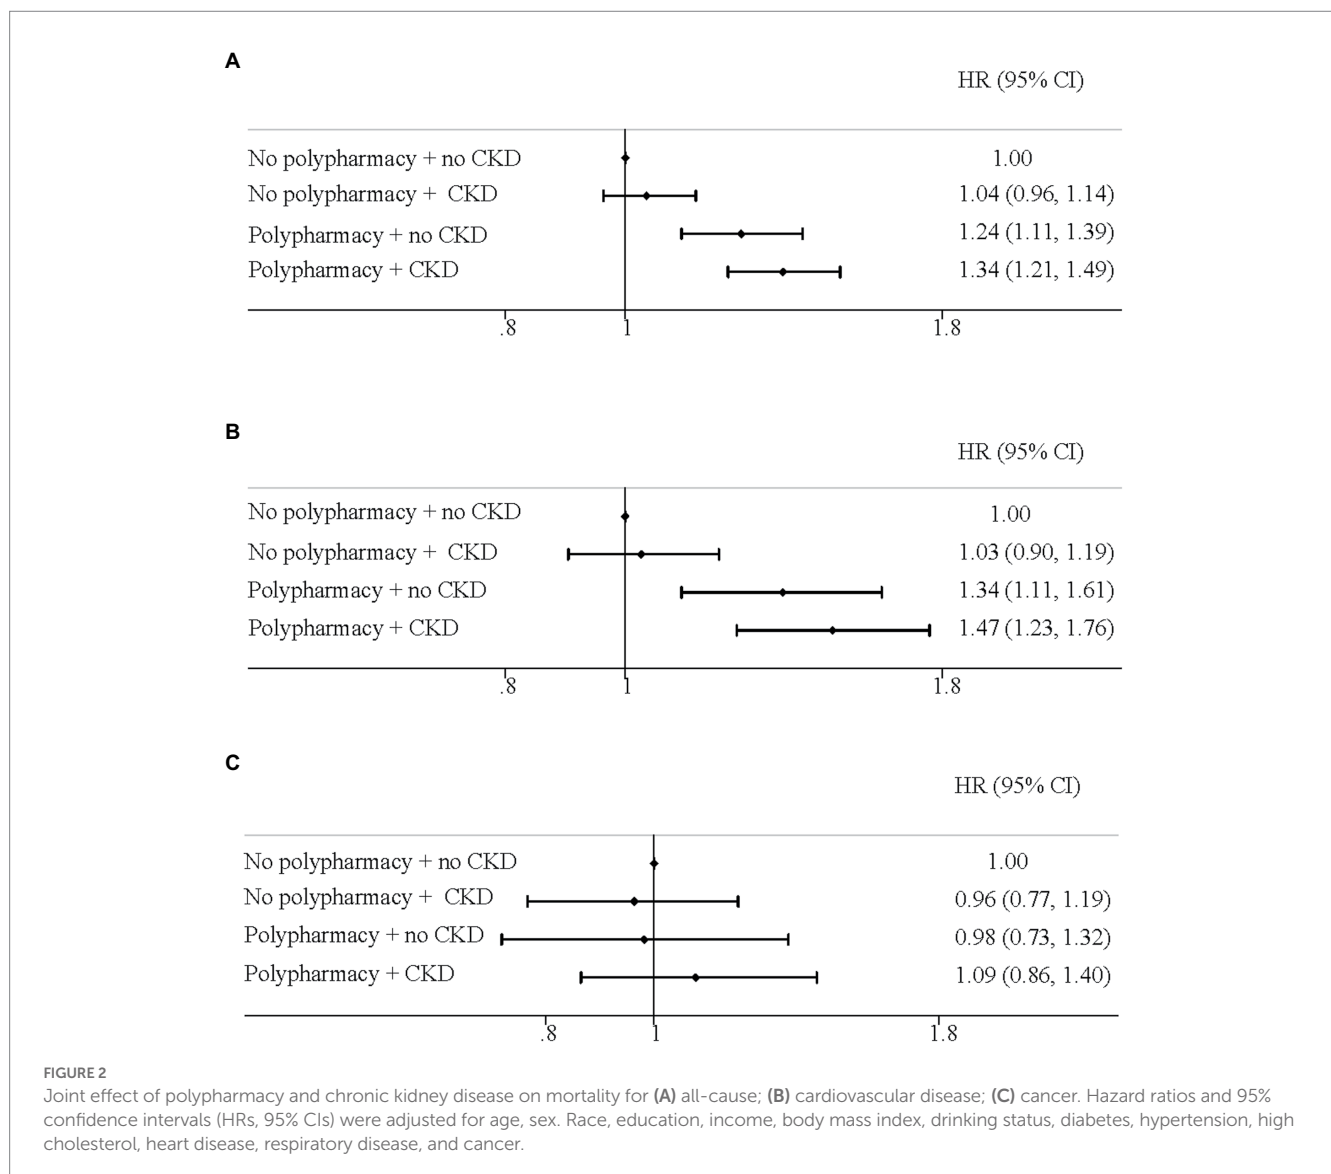 A
HR (95% CI)
No polypharmacy + no CKD 1.00
No polypharmacy + CKD 1.04 (0.96, 1.14)
Polypharmacy + no CKD 1.24 (1.11, 1.39)
Polypharmacy + CKD 1.34 (1.21, 1.49)
.8 1 1.8
B
HR (95% CI)
No polypharmacy + no CKD 1.00
No polypharmacy + CKD 1.03 (0.90, 1.19)
Polypharmacy + no CKD 1.34 (1.11, 1.61)
Polypharmacy + CKD 1.47 (1.23, 1.76)
.8 1 1.8
C
HR (95% CI)
No polypharmacy + no CKD 1.00
No polypharmacy + CKD 0.96 (0.77, 1.19)
Polypharmacy + no CKD 0.98 (0.73, 1.32)
Polypharmacy + CKD 1.09 (0.86, 1.40)
.8 1 1.8
FIGURE 2
Joint effect of polypharmacy and chronic kidney disease on mortality for (A) all-cause; (B) cardiovascular disease; (C) cancer. Hazard ratios and 95%
confidence intervals (HRs, 95% CIs) were adjusted for age, sex. Race, education, income, body mass index, drinking status, diabetes, hypertension, high
cholesterol, heart disease, respiratory disease, and cancer.